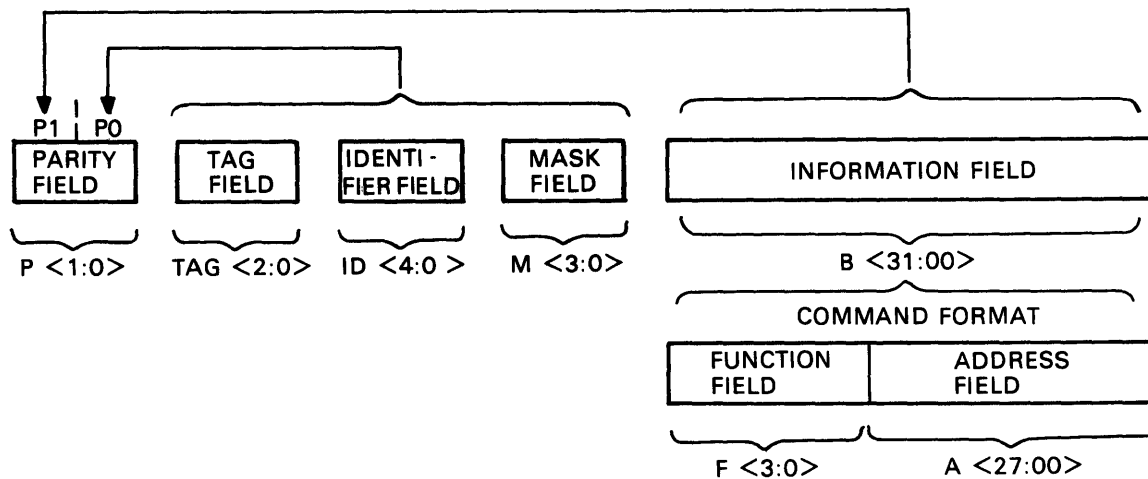 P1 P0
PARITY FIELD
TAG FIELD
IDENTI-
FIER FIELD
MASK FIELD
INFORMATION FIELD
P <1:0>
TAG <2:0>
ID <4:0 >
M <3:0>
B <31:00>
COMMAND FORMAT
FUNCTION FIELD
ADDRESS FIELD
F <3:0>
A <27:00>